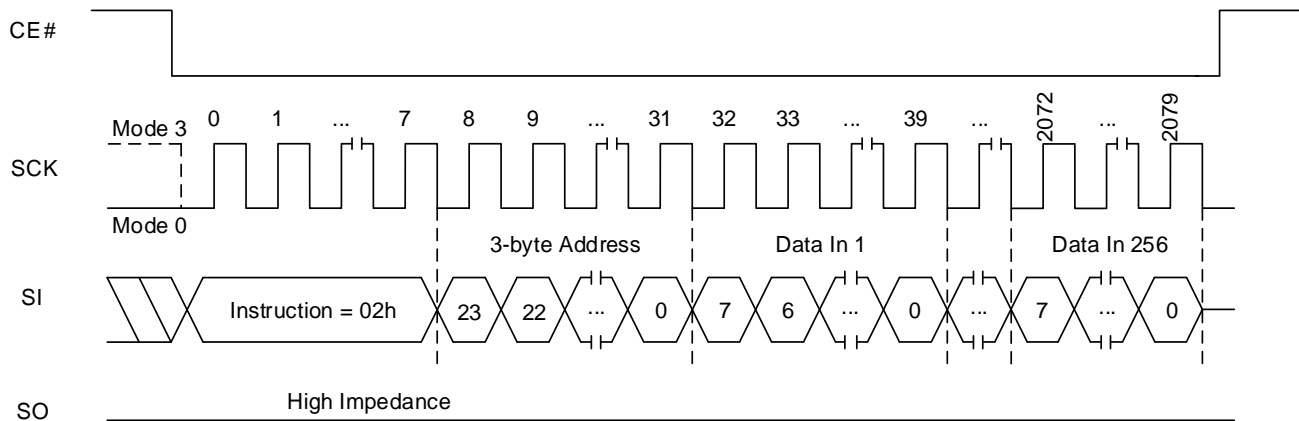 CE#
Mode 3
0 1 ... 7 8 9 ... 31 32 33 ... 39 ... 2072 ... 2079
SCK
Mode 0
3-byte Address Data In 1 Data In 256
SI
Instruction = 02h 23 22 ... 0 7 6 ... 0 ... 7 ... 0
High Impedance
SO